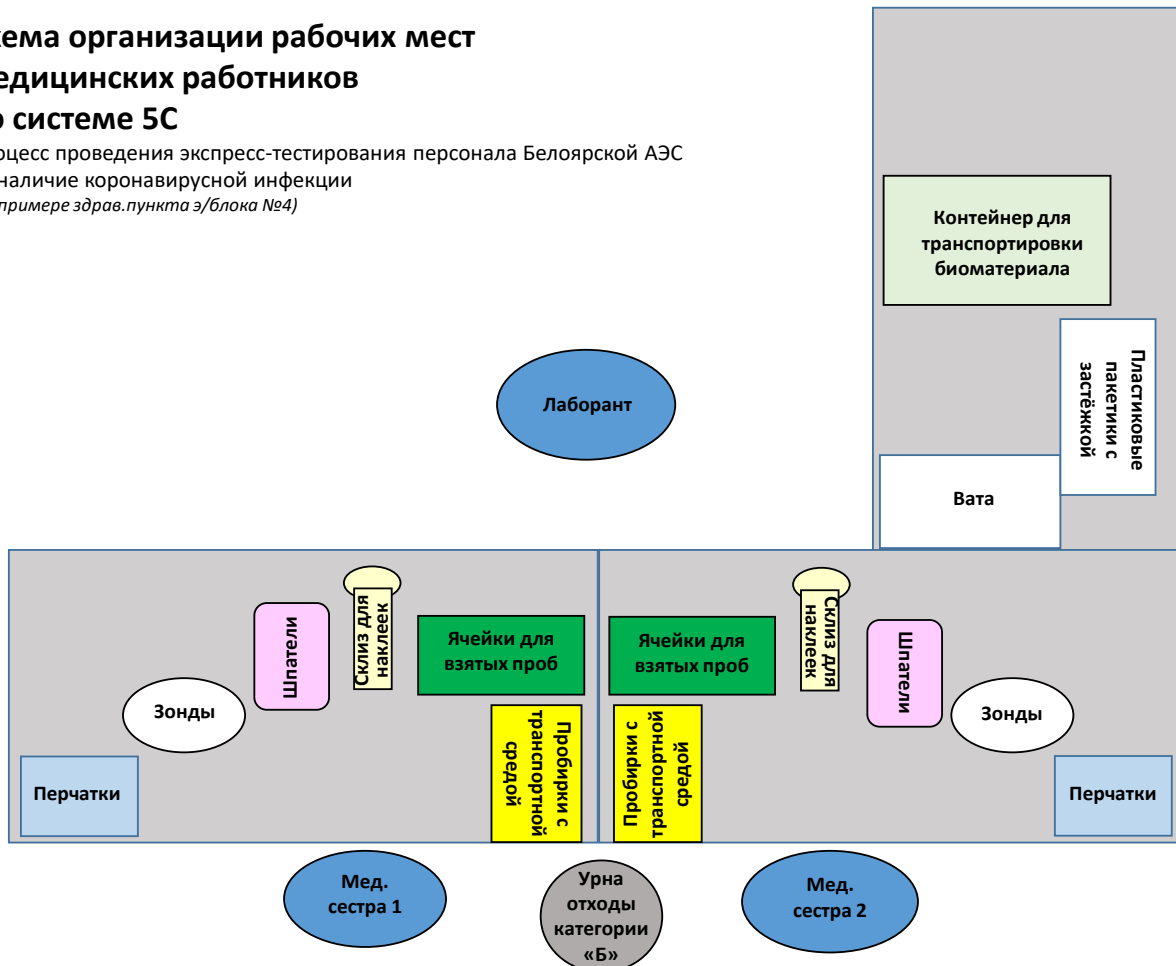 хема организации рабочих мест
едицинских работников
о системе 5С
оцесс проведения экспресс-тестирования персонала Белоярской АЭС
наличие коронавирусной инфекции
примере здрав.пункта э/блока №4)
Контейнер для
транспортировки
биоматериала
Пластиковые
пакетики с
застёжкой
Лаборант
Вата
Шпатели
Склиз для
наклеек
Ячейки для
взятых проб
Ячейки для
взятых проб
Склиз для
наклеек
Шпатели
Зонды
Зонды
Пробирки с
транспортной
средой
Пробирки с
транспортной
средой
Перчатки
Перчатки
Мед.
сестра 1
Урна
отходы
категории
«Б»
Мед.
сестра 2